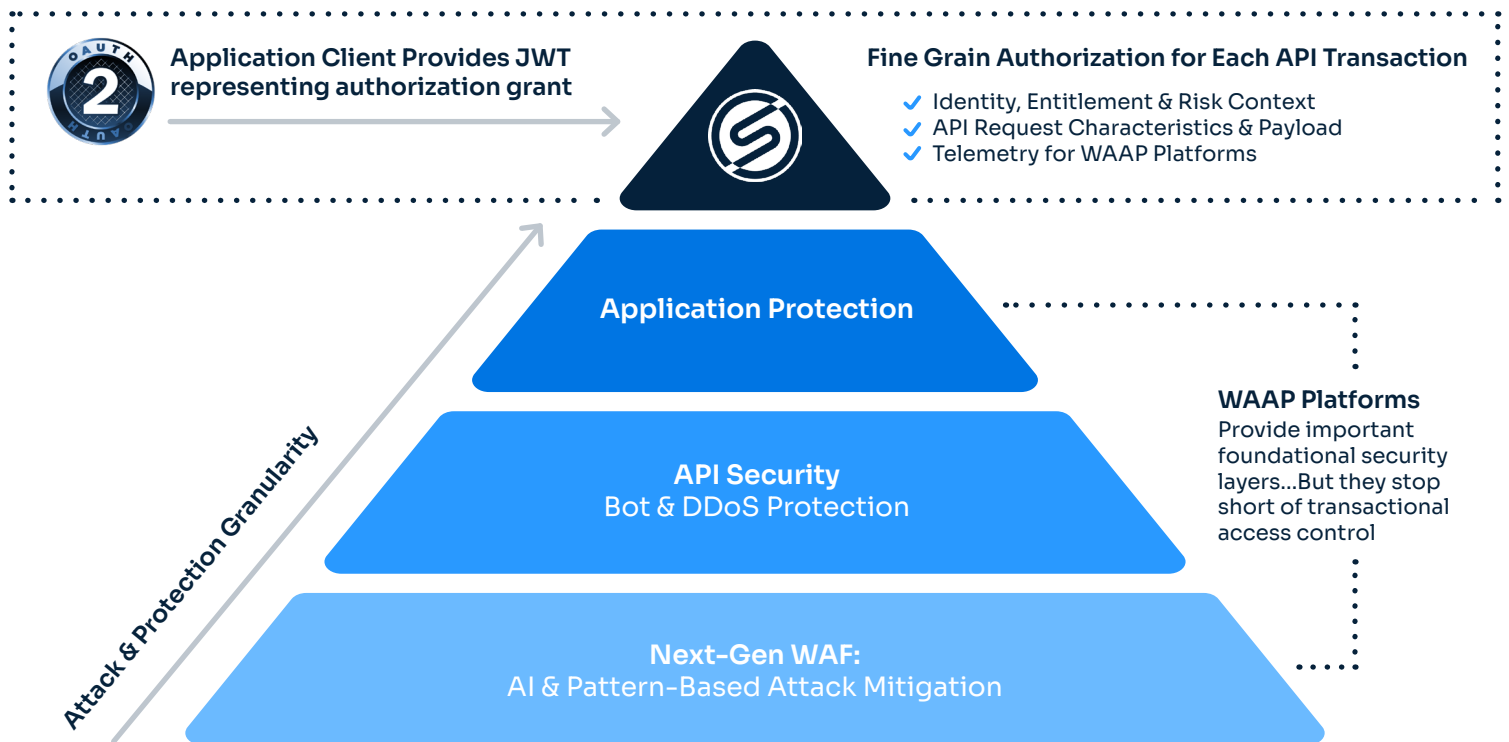 OAUTH
2
OAUTH
Application Client Provides JWT
representing authorization grant
Fine Grain Authorization for Each API Transaction
Identity, Entitlement & Risk Context
API Request Characteristics & Payload
Telemetry for WAAP Platforms
Application Protection
WAAP Platforms
Provide important
foundational security
layers...But they stop
short of transactional
access control
API Security
Bot & DDoS Protection
Attack & Protection Granularity
Next-Gen WAF:
AI & Pattern-Based Attack Mitigation